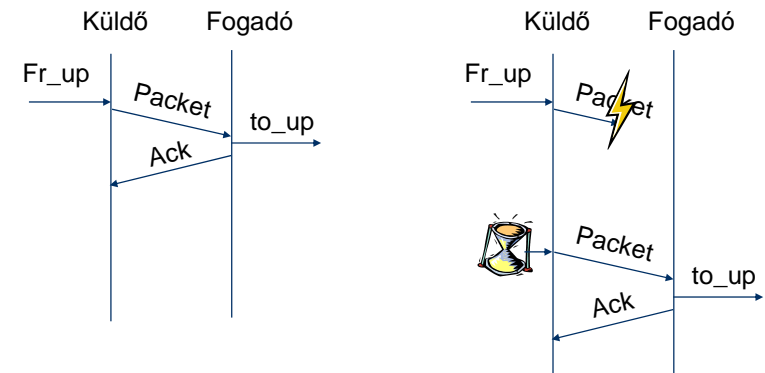 Küldő Fogadó
Fr_up
Packet
to_up
Ack
Küldő Fogadó
Fr_up
Packet
Packet
to_up
Ack